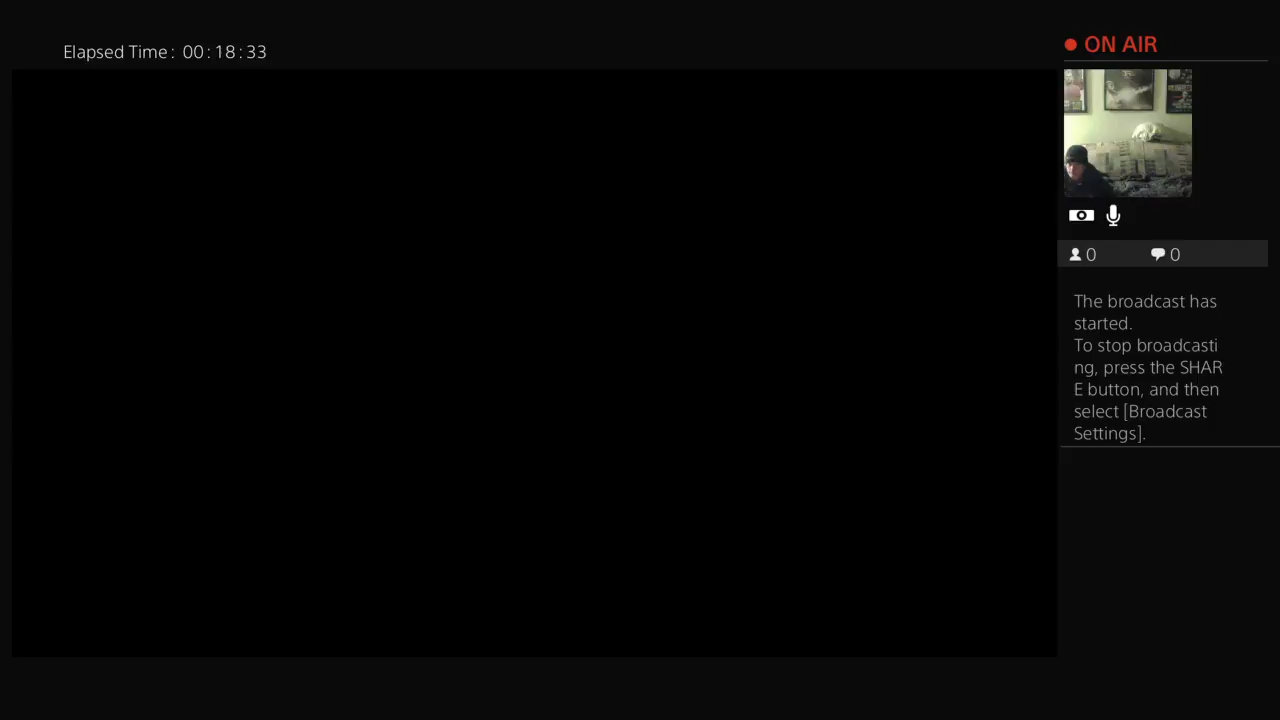 Elapsed Time: 00:18:33
ON AIR
0 0
The broadcast has
started.
To stop broadcasti
ng, press the SHAR
E button, and then
select [Broadcast
Settings].